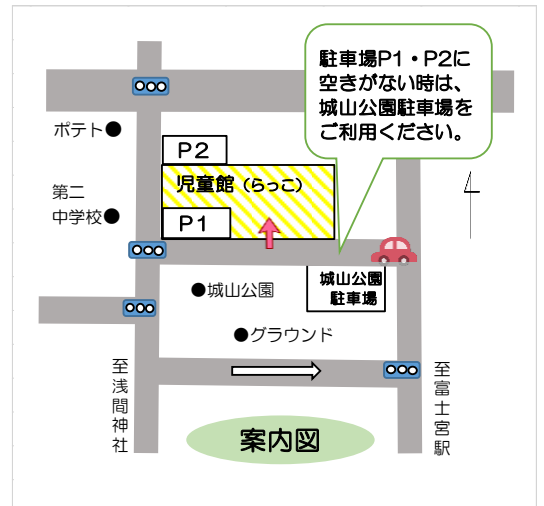 駐車場P1・P2に
空きがない時は、
城山公園駐車場を
ご利用ください。
ポテト●
P2
児童館（らっこ）
第二
中学校●
P1
●城山公園
城山公園
駐車場
●グラウンド
至浅間神社
至富士宮駅
案内図